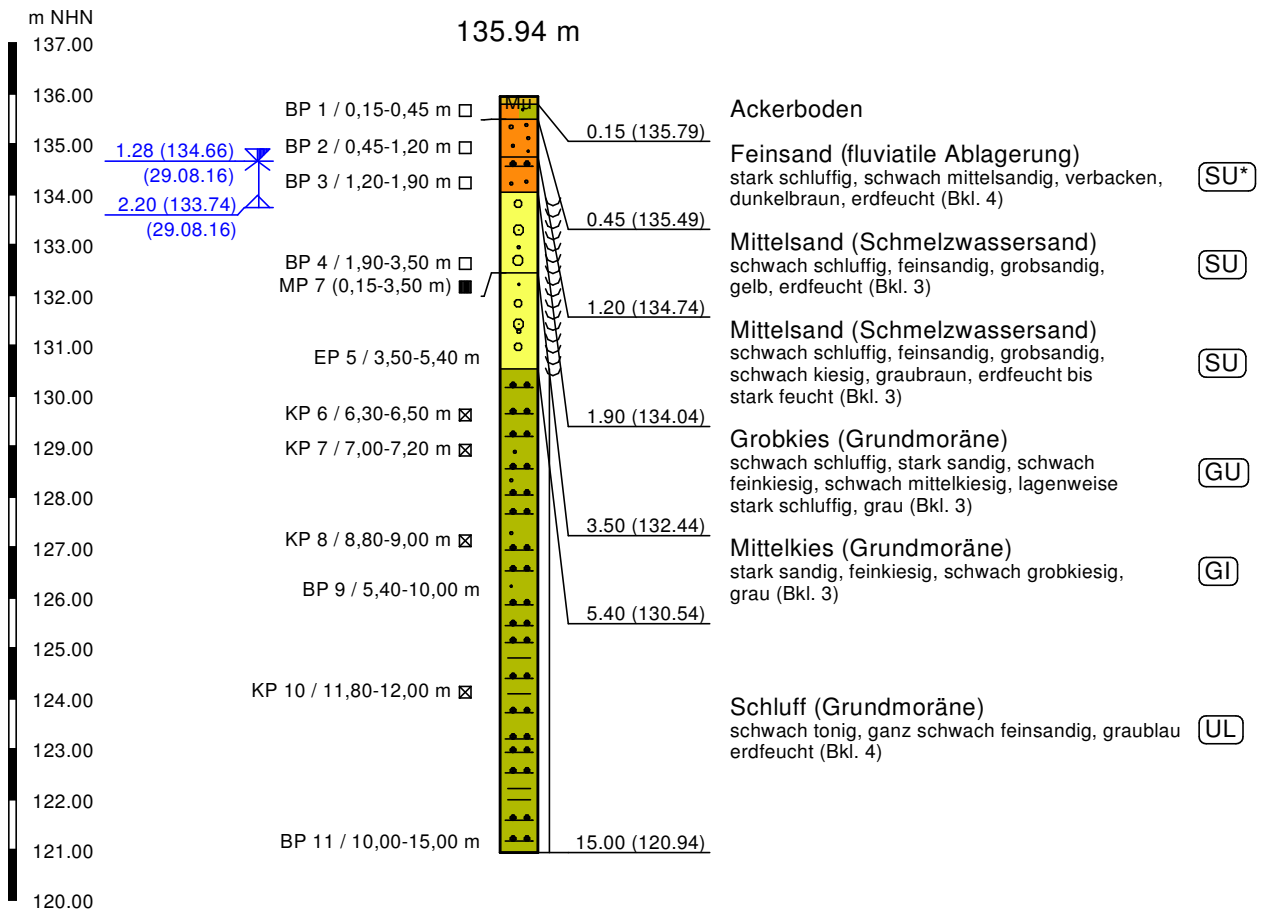 m NHN
135.94 m
137.00
136.00
135.00
134.00
133.00
132.00
131.00
130.00
129.00
128.00
127.00
126.00
125.00
124.00
123.00
122.00
121.00
120.00
1.28 (134.66)
(29.08.16)
2.20 (133.74)
(29.08.16)
BP 1 / 0,15-0,45 m
BP 2 / 0,45-1,20 m
BP 3 / 1,20-1,90 m
BP 4 / 1,90-3,50 m
MP 7 (0,15-3,50 m)
EP 5 / 3,50-5,40 m
KP 6 / 6,30-6,50 m
KP 7 / 7,00-7,20 m
KP 8 / 8,80-9,00 m
BP 9 / 5,40-10,00 m
KP 10 / 11,80-12,00 m
BP 11 / 10,00-15,00 m
Mu
0.15 (135.79)
0.45 (135.49)
1.20 (134.74)
1.90 (134.04)
3.50 (132.44)
5.40 (130.54)
15.00 (120.94)
Ackerboden
Feinsand (fluviatile Ablagerung)
stark schluffig, schwach mittelsandig, verbacken,
dunkelbraun, erdfeucht (Bkl. 4)
SU*
Mittelsand (Schmelzwassersand)
schwach schluffig, feinsandig, grobsandig,
gelb, erdfeucht (Bkl. 3)
SU
Mittelsand (Schmelzwassersand)
schwach schluffig, feinsandig, grobsandig,
schwach kiesig, graubraun, erdfeucht bis
stark feucht (Bkl. 3)
SU
Grobkies (Grundmoräne)
schwach schluffig, stark sandig, schwach
feinkiesig, schwach mittelkiesig, lagenweise
stark schluffig, grau (Bkl. 3)
GU
Mittelkies (Grundmoräne)
stark sandig, feinkiesig, schwach grobkiesig,
grau (Bkl. 3)
GI
Schluff (Grundmoräne)
schwach tonig, ganz schwach feinsandig, graublau
erdfeucht (Bkl. 4)
UL